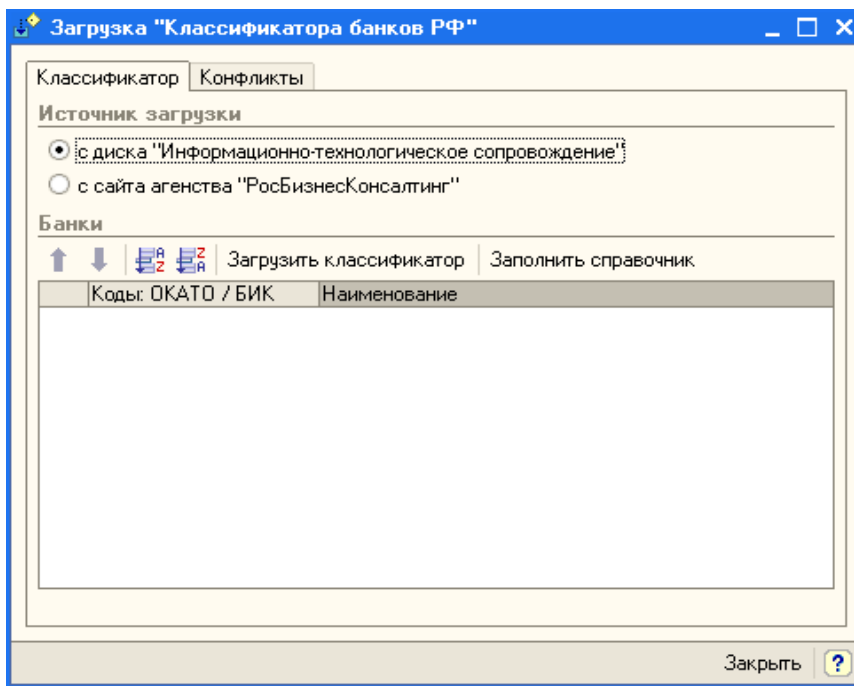 Загрузка "Классификатора банков РФ"
Классификатор Конфликты
Источник загрузки
с диска "Информационно-технологическое сопровождение"
с сайта агенства "РосБизнесКонсалтинг"
Банки
Загрузить классификатор Заполнить справочник
Коды: ОКАТО / БИК Наименование
Закрыть ?